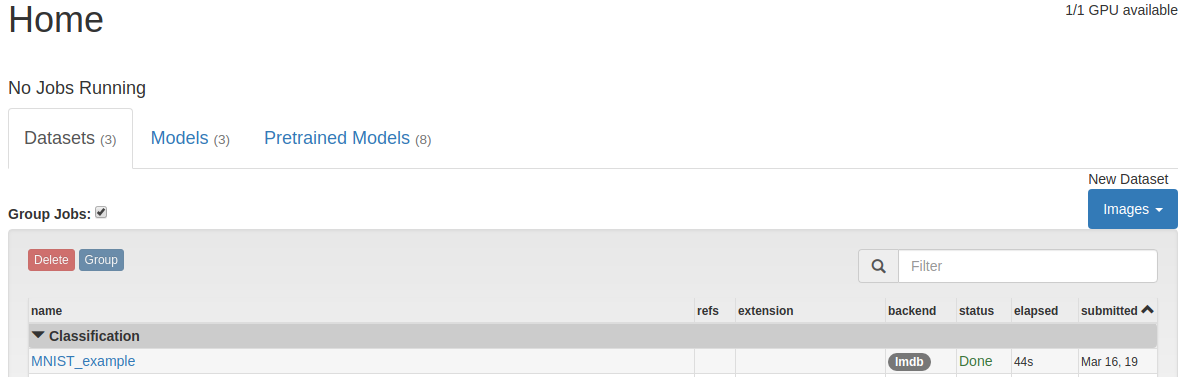 Home
1/1 GPU available
No Jobs Running
Datasets (3) Models (3) Pretrained Models (8)
New Dataset
Group Jobs:
Images
Delete Group
Filter
name refs extension backend status elapsed submitted
Classification
MNIST_example lmdb Done 44s Mar 16, 19